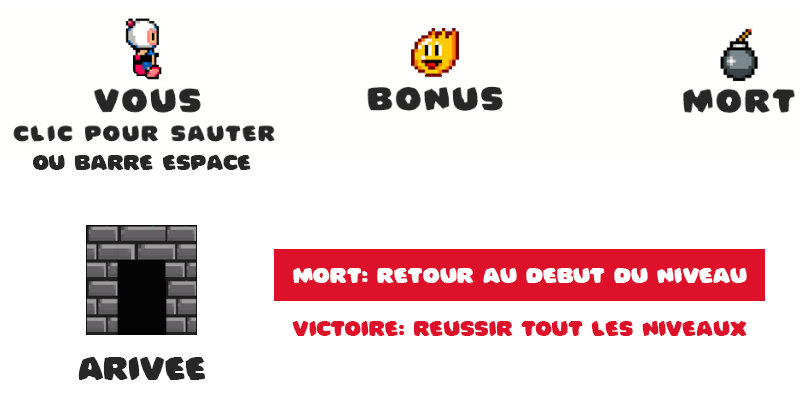 VOUS
CLIC POUR SAUTER
OU BARRE ESPACE
BONUS
MORT
ARIVEE
MORT: RETOUR AU DEBUT DU NIVEAU
VICTOIRE: REUSSIR TOUT LES NIVEAUX